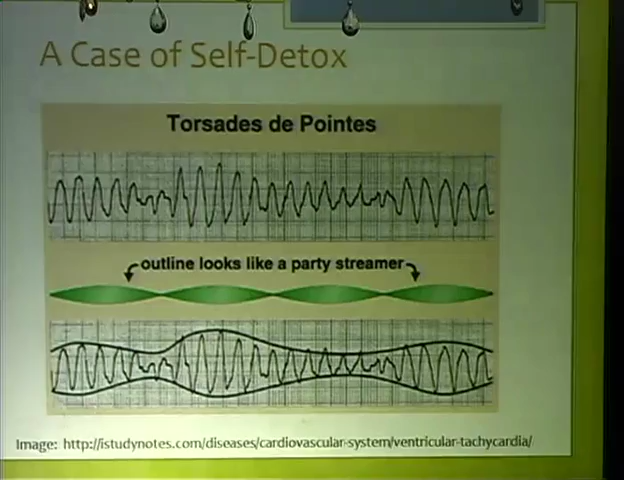 A Case of Self-Detox
Torsades de Pointes
outline looks like a party streamer
Image: http://istudynotes.com/diseases/cardiovascular-system/ventricular-tachycardia/